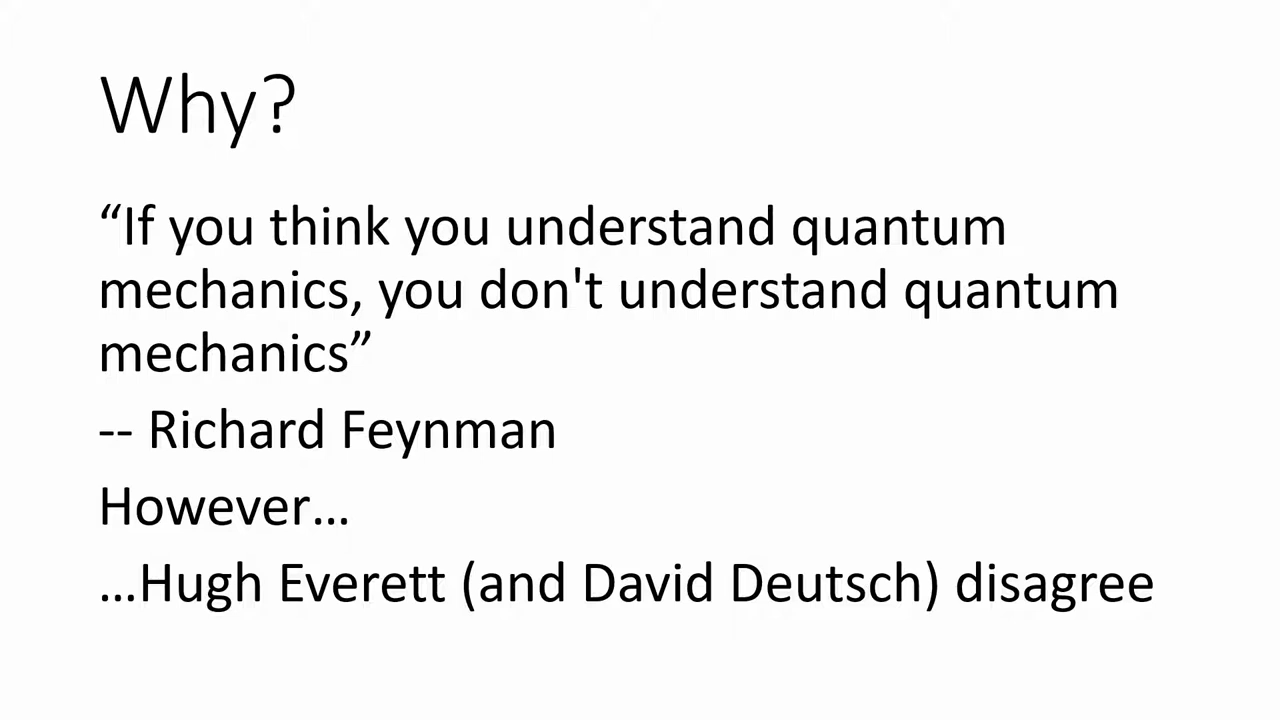 Why?
“If you think you understand quantum
mechanics, you don't understand quantum
mechanics”
-- Richard Feynman
However…
…Hugh Everett (and David Deutsch) disagree